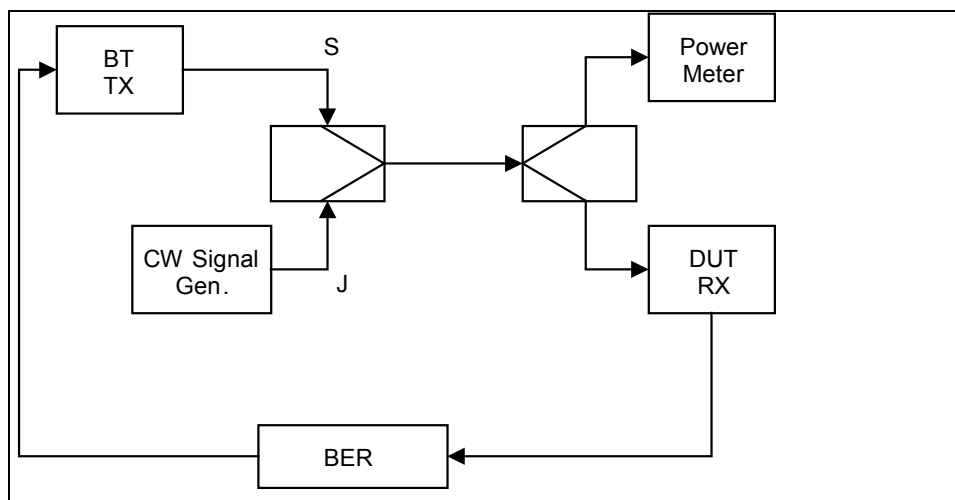 BT
TX
S
Power
Meter
CW Signal
Gen.
J
DUT
RX
BER